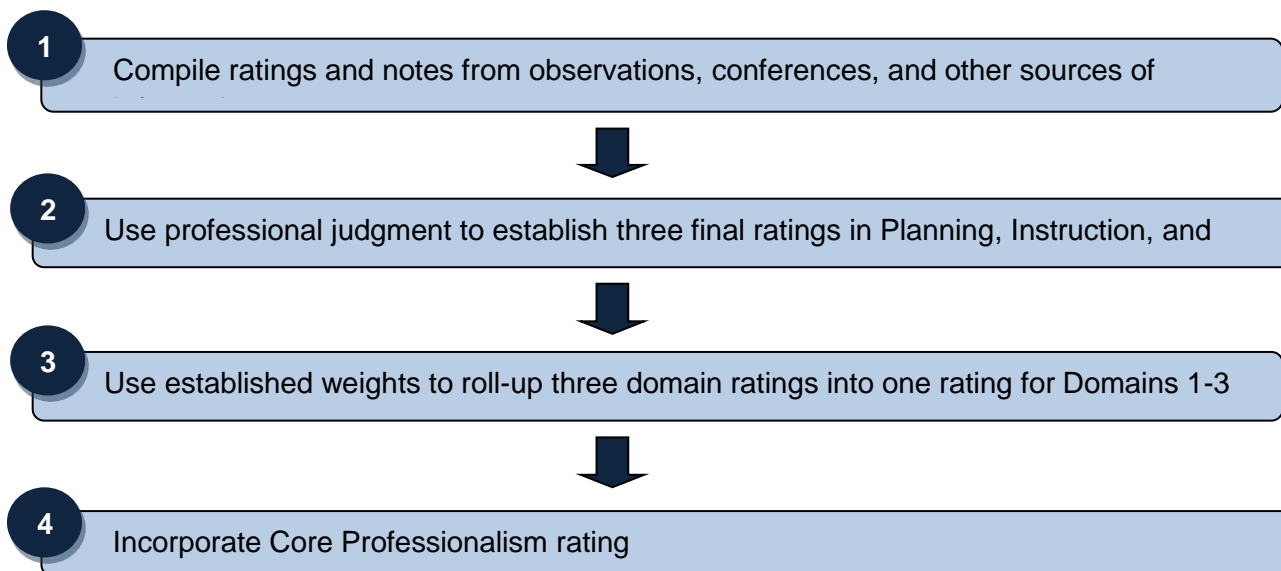 1
Compile ratings and notes from observations, conferences, and other sources of
2
Use professional judgment to establish three final ratings in Planning, Instruction, and
3
Use established weights to roll-up three domain ratings into one rating for Domains 1-3
4
Incorporate Core Professionalism rating